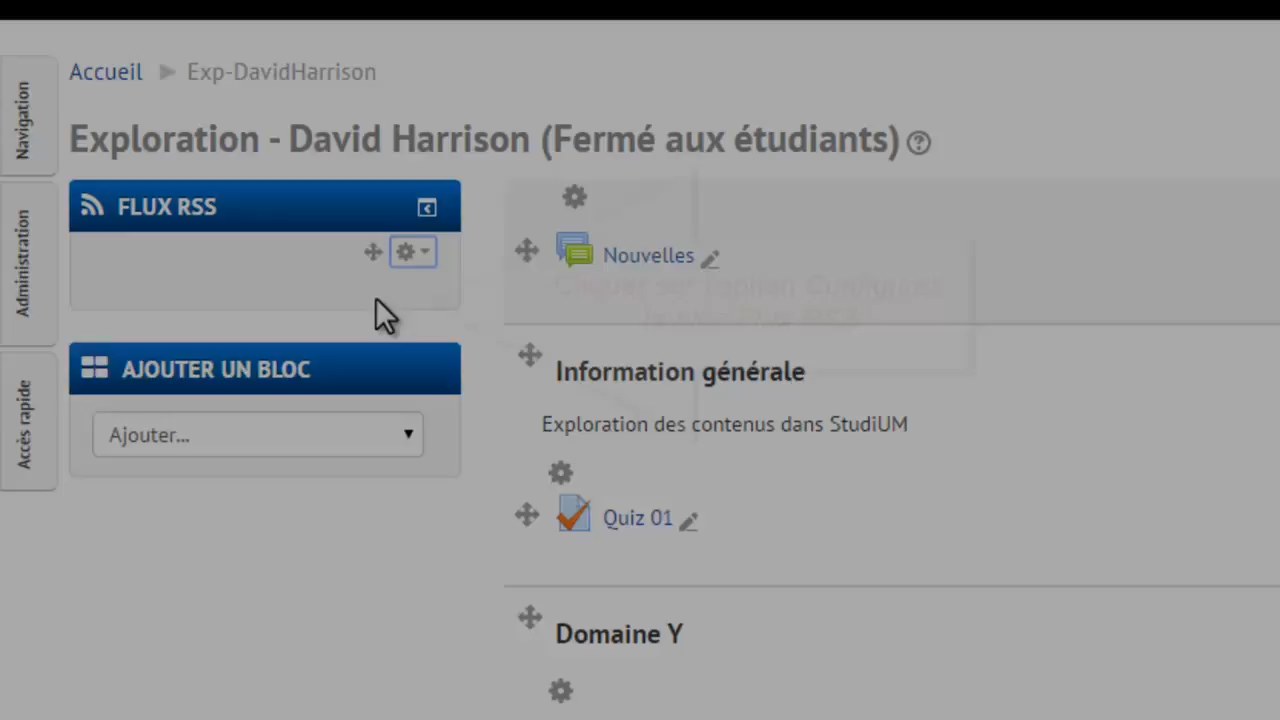 Accueil ▶ Exp-DavidHarrison
Exploration - David Harrison (Fermé aux étudiants)
Navigation
Administration
Accès rapide
FLUX RSS
AJOUTER UN BLOC
Ajouter...
Nouvelles
Information générale
Exploration des contenus dans StudiUM
Quiz 01
Domaine Y